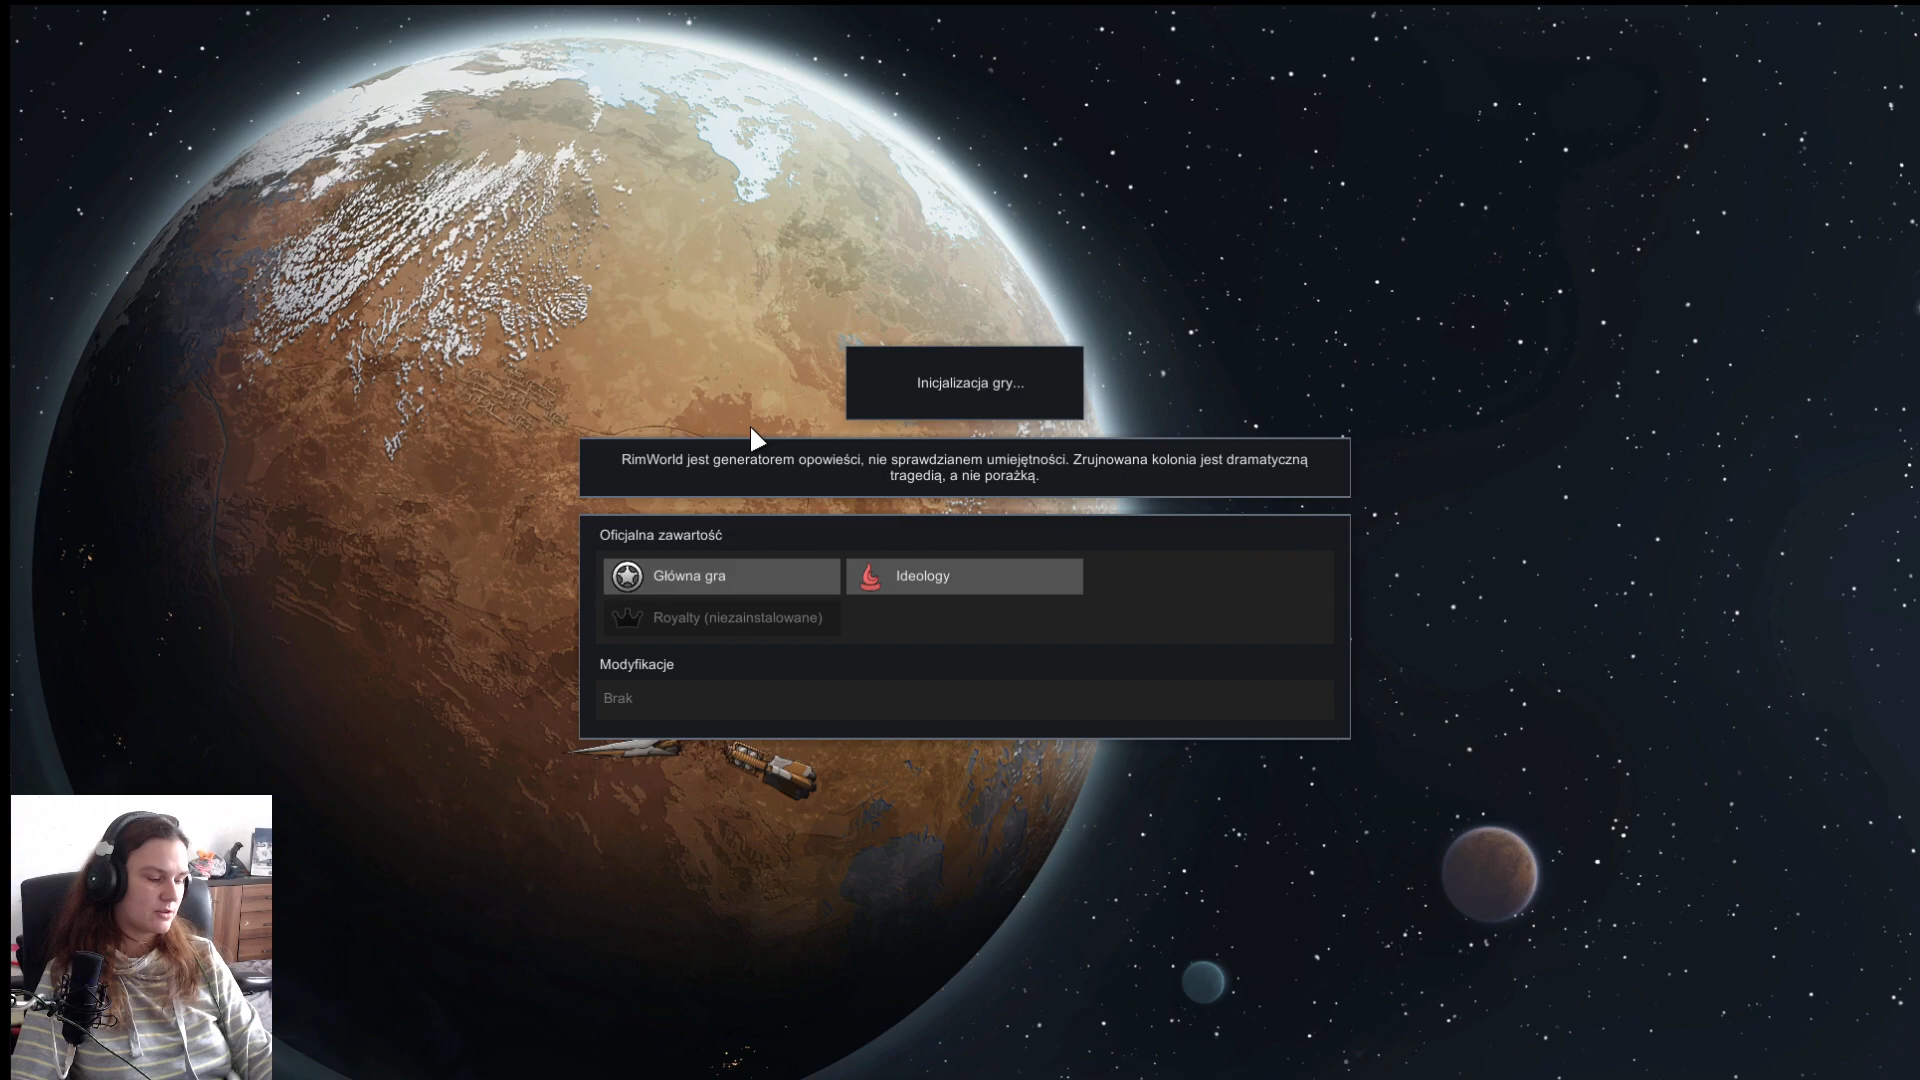 Inicjalizacja gry...
RimWorld jest generatorem opowieści, nie sprawdzianem umiejętności. Zrujnowana kolonia jest dramatyczną
tragedią, a nie porażką.
Oficjalna zawartość
Główna gra
Ideology
Royalty (niezainstalowane)
Modyfikacje
Brak